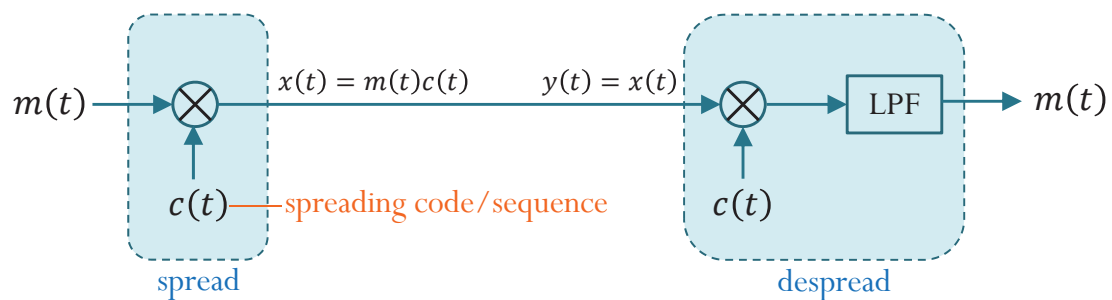 x(t) = m(t)c(t)
y(t) = x(t)
m(t)
LPF
m(t)
c(t)
spreading code/sequence
c(t)
spread
despread